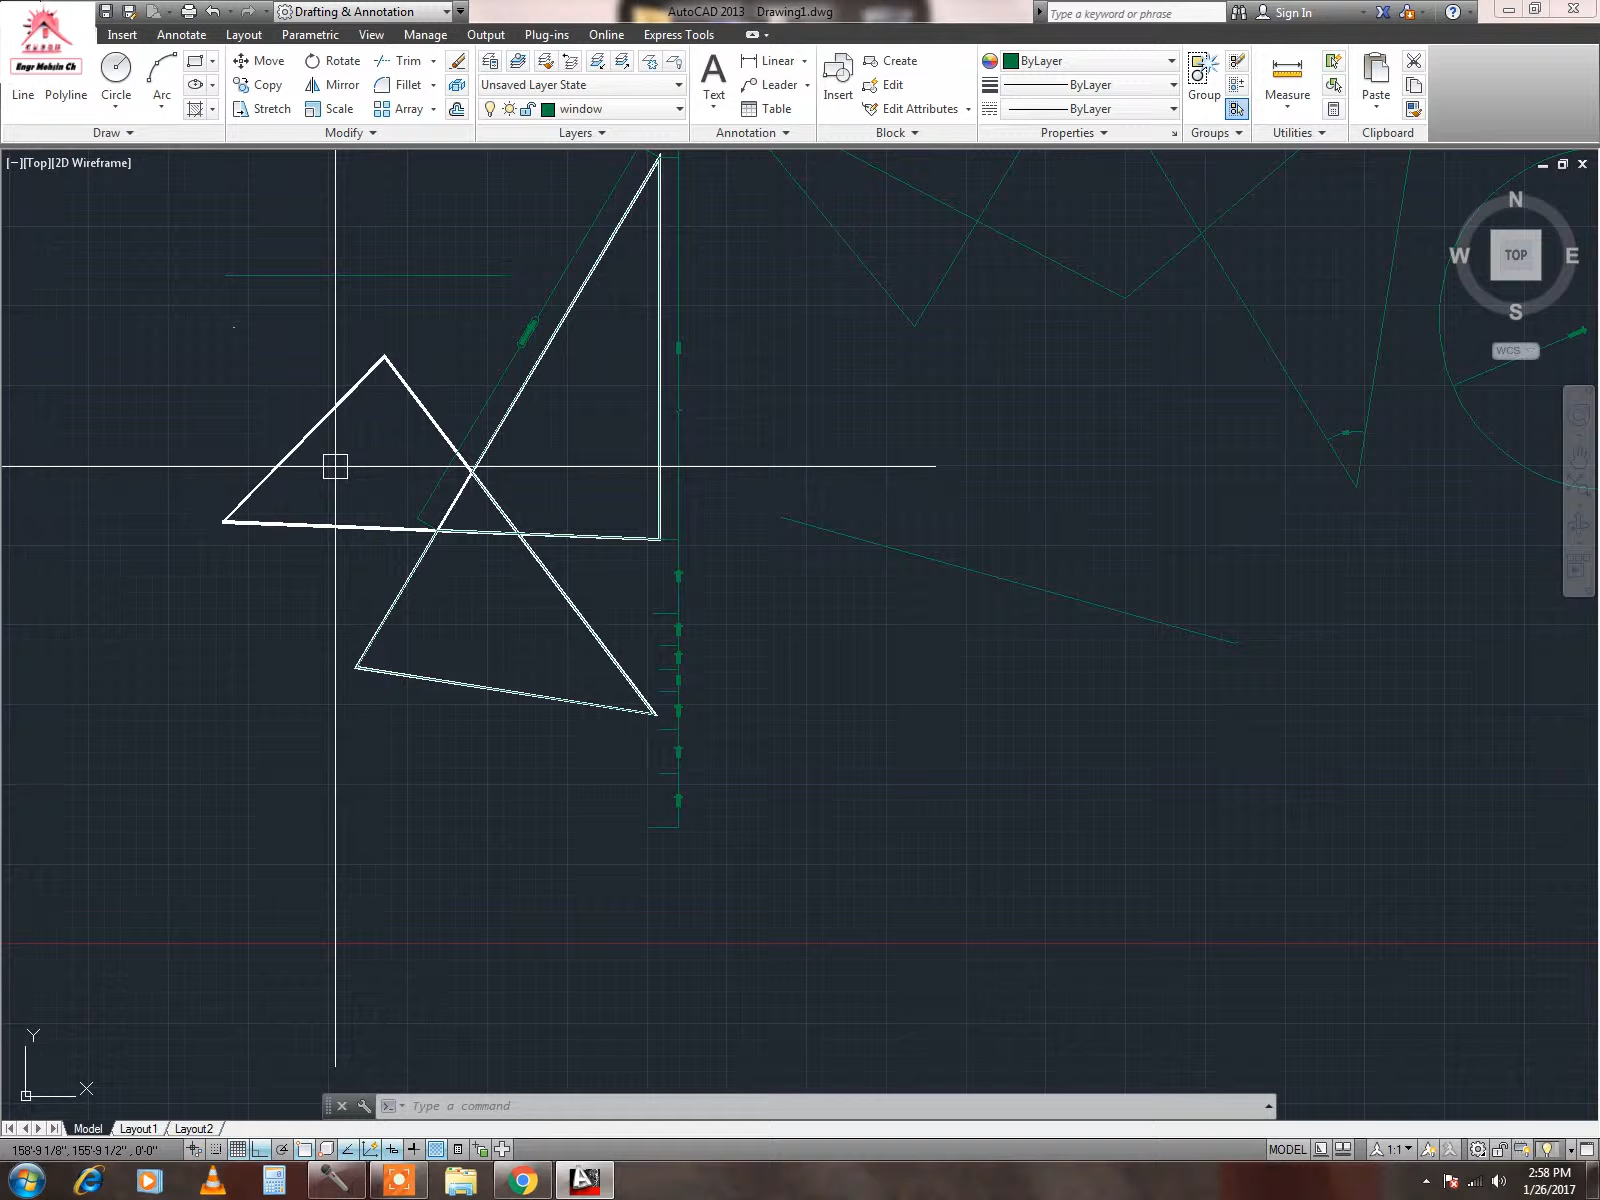 Drafting & Annotation
AutoCAD 2013 Drawing1.dwg
Type a keyword or phrase
Sign In
Engr Mohsin Ch
Insert Annotate Layout Parametric View Manage Output Plug-ins Online Express Tools
Line Polyline Circle Arc
Move Rotate Trim
Copy Mirror Fillet
Stretch Scale Array
Unsaved Layer State
window
Text
Linear
Leader
Table
Insert
Create
Edit
Edit Attributes
ByLayer
ByLayer
ByLayer
Group
Measure
Paste
Draw Modify Layers Annotation Block Properties Groups Utilities Clipboard
[−][Top][2D Wireframe]
N
W TOP E
S
WCS
Y
X
Type a command
Model Layout1 Layout2
158'-9 1/8", 155'-9 1/2" , 0'-0"
MODEL
1:1
2:58 PM
1/26/2017